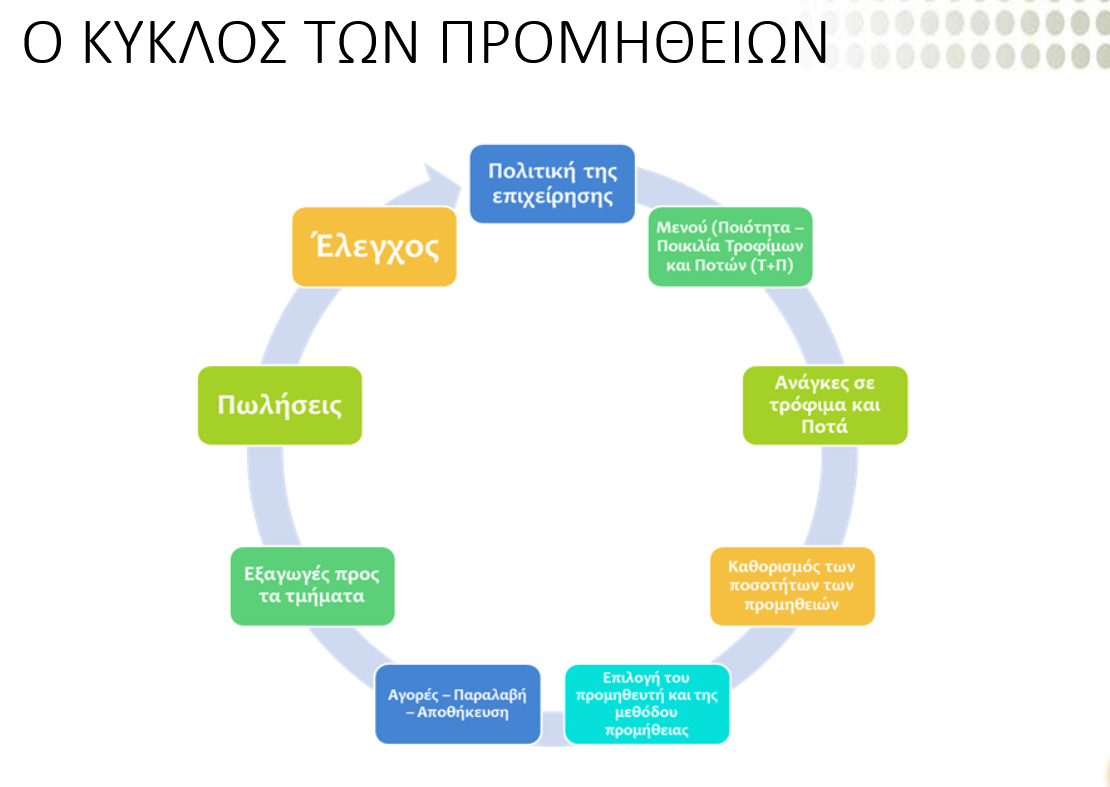 Ο ΚΥΚΛΟΣ ΤΩΝ ΠΡΟΜΗΘΕΙΩΝ
Πολιτική της
επιχείρησης
Μενού (Ποιότητα –
Ποικιλία Τροφίμων
και Ποτών (Τ+Π)
Ανάγκες σε
τρόφιμα και
Ποτά
Καθορισμός των
ποσοτήτων των
προμηθειών
Επιλογή του
προμηθευτή και της
μεθόδου
προμήθειας
Αγορές – Παραλαβή
– Αποθήκευση
Εξαγωγές προς
τα τμήματα
Πωλήσεις
Έλεγχος